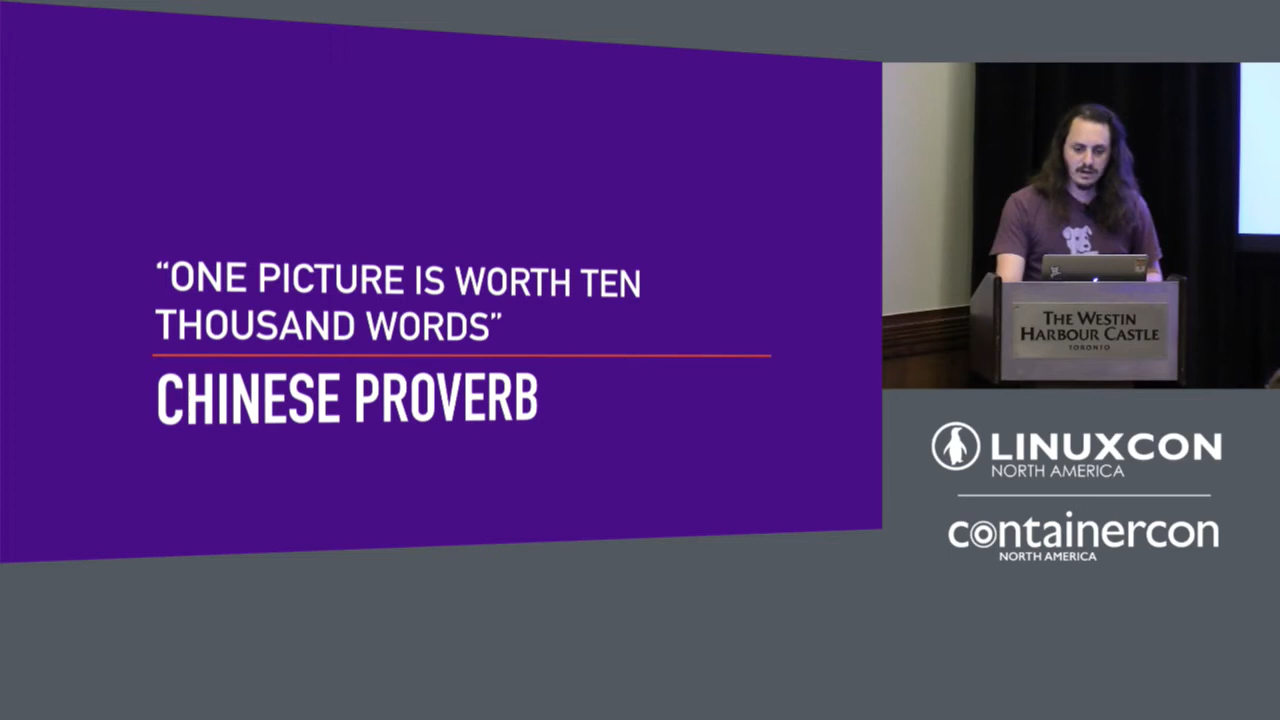 “ONE PICTURE IS WORTH TEN
THOUSAND WORDS”
CHINESE PROVERB
THE WESTIN
HARBOUR CASTLE
TORONTO
LINUXCON
NORTH AMERICA
containercon
NORTH AMERICA